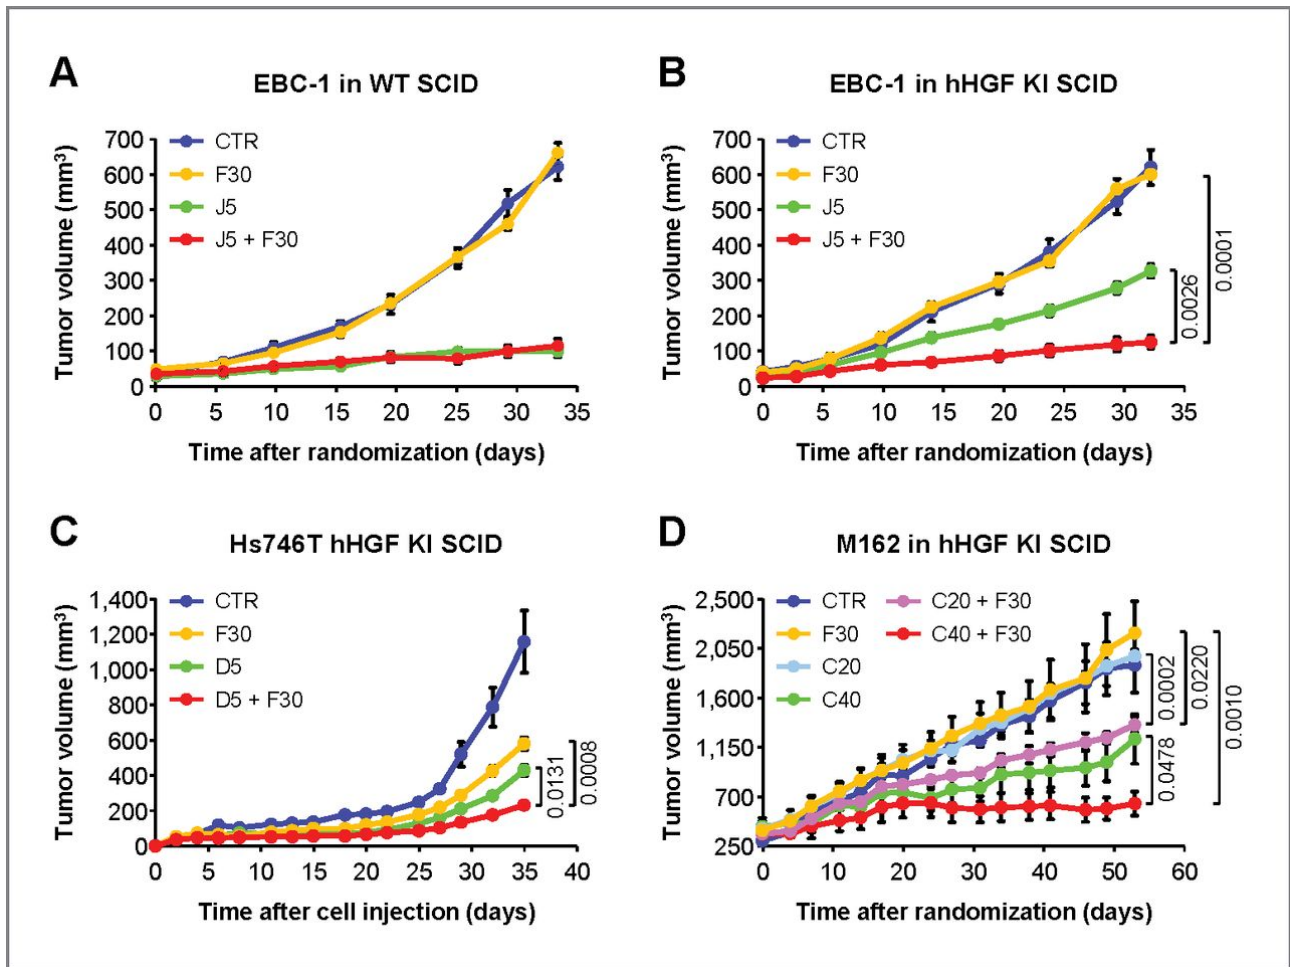 A
EBC-1 in WT SCID
Tumor volume (mm³)
700
600
500
400
300
200
100
0
CTR
F30
J5
J5 + F30
0 5 10 15 20 25 30 35
Time after randomization (days)
B
EBC-1 in hHGF KI SCID
Tumor volume (mm³)
700
600
500
400
300
200
100
0
CTR
F30
J5
J5 + F30
0.0026
0.0001
0 5 10 15 20 25 30 35
Time after randomization (days)
C
Hs746T hHGF KI SCID
Tumor volume (mm³)
1,400
1,200
1,000
800
600
400
200
0
CTR
F30
D5
D5 + F30
0.0131
0.0008
0 5 10 15 20 25 30 35 40
Time after cell injection (days)
D
M162 in hHGF KI SCID
Tumor volume (mm³)
2,500
2,050
1,600
1,150
700
250
CTR
F30
C20
C40
C20 + F30
C40 + F30
0.0002
0.0220
0.0478
0.0010
0 10 20 30 40 50 60
Time after randomization (days)